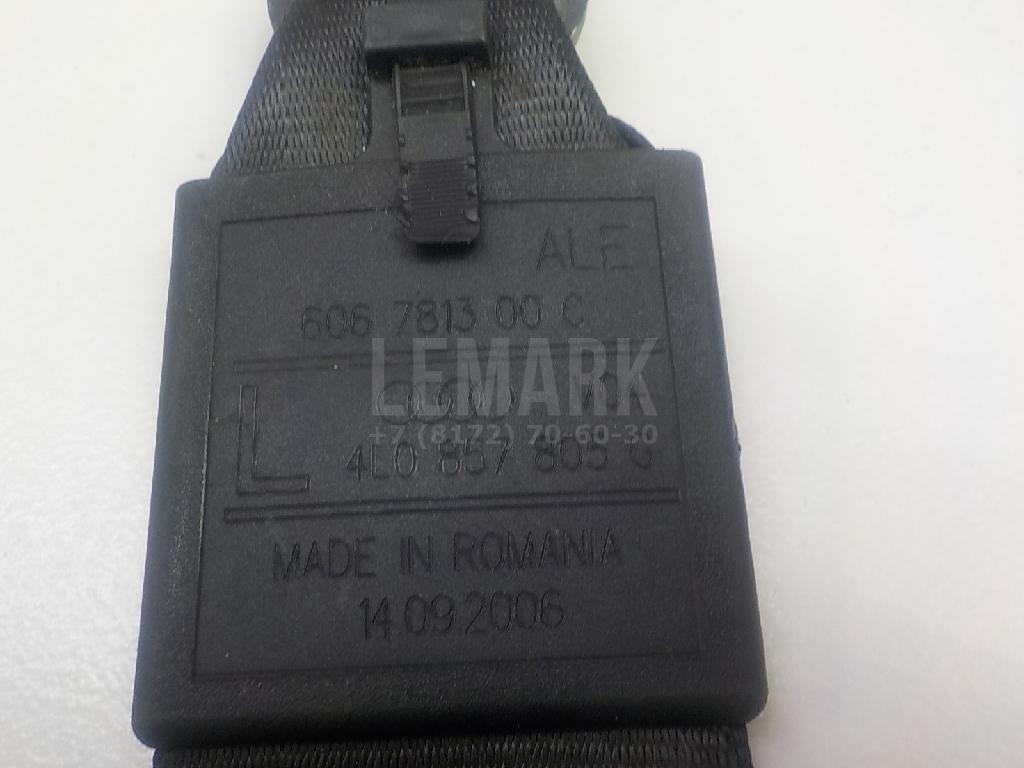 ALE
606 7813 00 C
LEMARK
+7 (8172) 70-60-30
L
4L0 857 805 G
MADE IN ROMANIA
14.09.2006